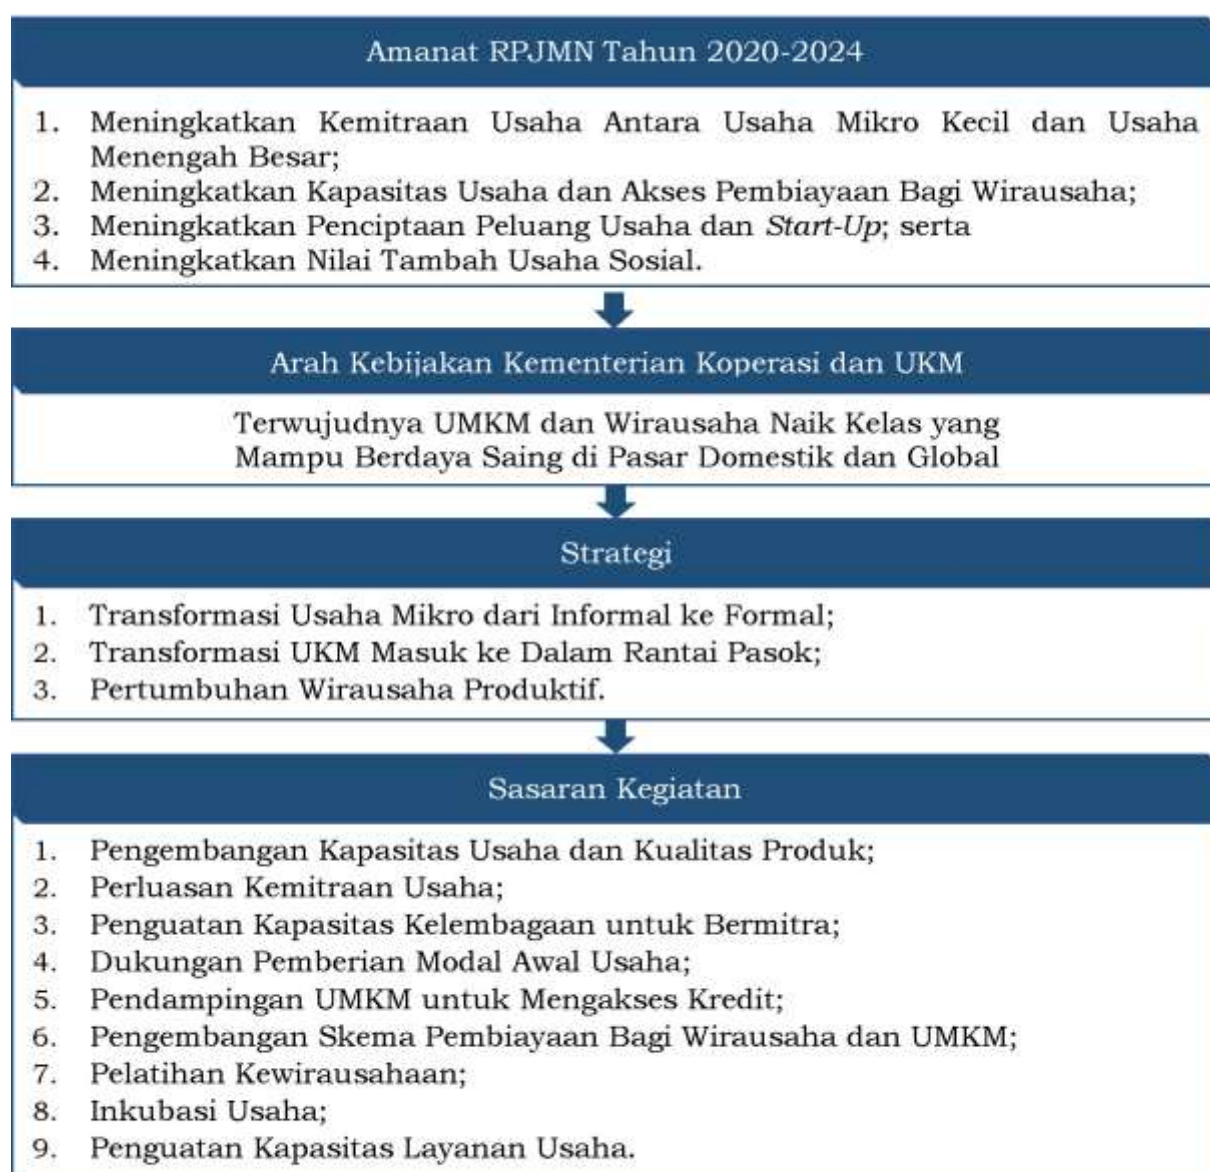 Amanat RPJMN Tahun 2020-2024
1. Meningkatkan Kemitraan Usaha Antara Usaha Mikro Kecil dan Usaha
Menengah Besar;
2. Meningkatkan Kapasitas Usaha dan Akses Pembiayaan Bagi Wirausaha;
3. Meningkatkan Penciptaan Peluang Usaha dan Start-Up; serta
4. Meningkatkan Nilai Tambah Usaha Sosial.
Arah Kebijakan Kementerian Koperasi dan UKM
Terwujudnya UMKM dan Wirausaha Naik Kelas yang
Mampu Berdaya Saing di Pasar Domestik dan Global
Strategi
1. Transformasi Usaha Mikro dari Informal ke Formal;
2. Transformasi UKM Masuk ke Dalam Rantai Pasok;
3. Pertumbuhan Wirausaha Produktif.
Sasaran Kegiatan
1. Pengembangan Kapasitas Usaha dan Kualitas Produk;
2. Perluasan Kemitraan Usaha;
3. Penguatan Kapasitas Kelembagaan untuk Bermitra;
4. Dukungan Pemberian Modal Awal Usaha;
5. Pendampingan UMKM untuk Mengakses Kredit;
6. Pengembangan Skema Pembiayaan Bagi Wirausaha dan UMKM;
7. Pelatihan Kewirausahaan;
8. Inkubasi Usaha;
9. Penguatan Kapasitas Layanan Usaha.